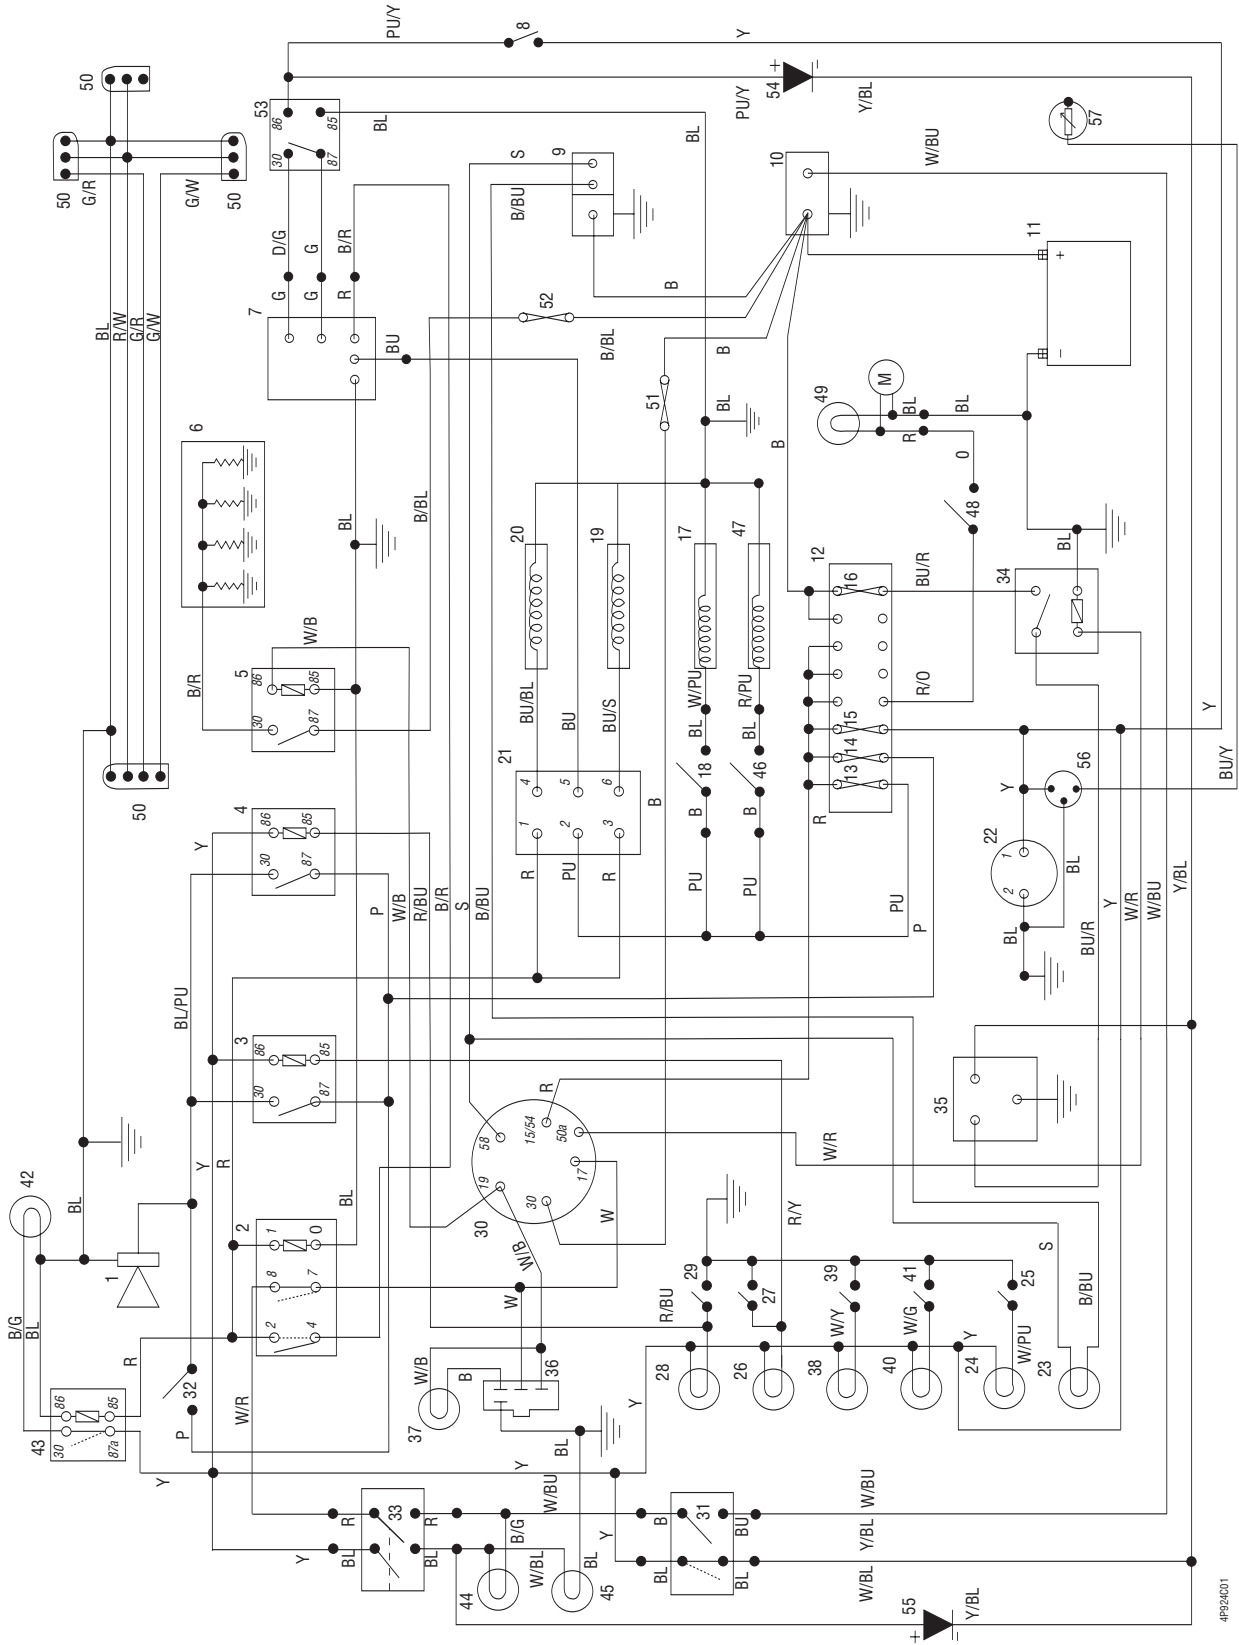 PU/Y
8
Y
50
50
G/R
G/W
50
53
86
85
30
87
BL
BL
PU/Y
54
+
−
Y/BL
57
BL
R/W
G/R
G/W
7
G
D/G
G
G
R
B/R
BU
S
9
B/BU
B
52
B/BL
B
51
10
W/BU
11
+
−
6
B/R
5
86
85
30
87
W/B
BL
B/BL
20
19
17
47
BL
BU/BL
BU
BU/S
W/PU
R/PU
BL
BL
B
M
49
BL
BL
R
O
48
12
16
BU/R
34
BL
R/O
15
14
13
R
50
4
86
85
30
87
Y
21
4
5
6
1
2
3
R
PU
R
18
46
B
B
PU
PU
B
PU
P
22
1
2
Y
56
BL
BL
Y
BU/Y
BL/PU
P
W/B
R/BU
B/R
S
B/BU
3
86
85
30
87
BU/R
Y
W/R
W/BU
Y/BL
42
BL
1
Y
R
2
1
0
8
7
2
4
BL
30
58
15/54
50a
17
19
30
R
W
W/B
W/R
35
R/Y
B/G
BL
R
43
86
85
30
87a
32
P
W/R
Y
W
W/B
B
36
37
BL
R/BU
29
27
39
41
25
W/Y
W/G
Y
W/PU
S
B/BU
28
26
38
40
24
23
Y
Y
33
R
R
BL
BL
Y
W/BU
B/G
W/BL
BL
44
45
Y
B
BL
31
BU
BL
W/BU
Y/BL
W/BL
55
+
−
Y/BL
4P924C01